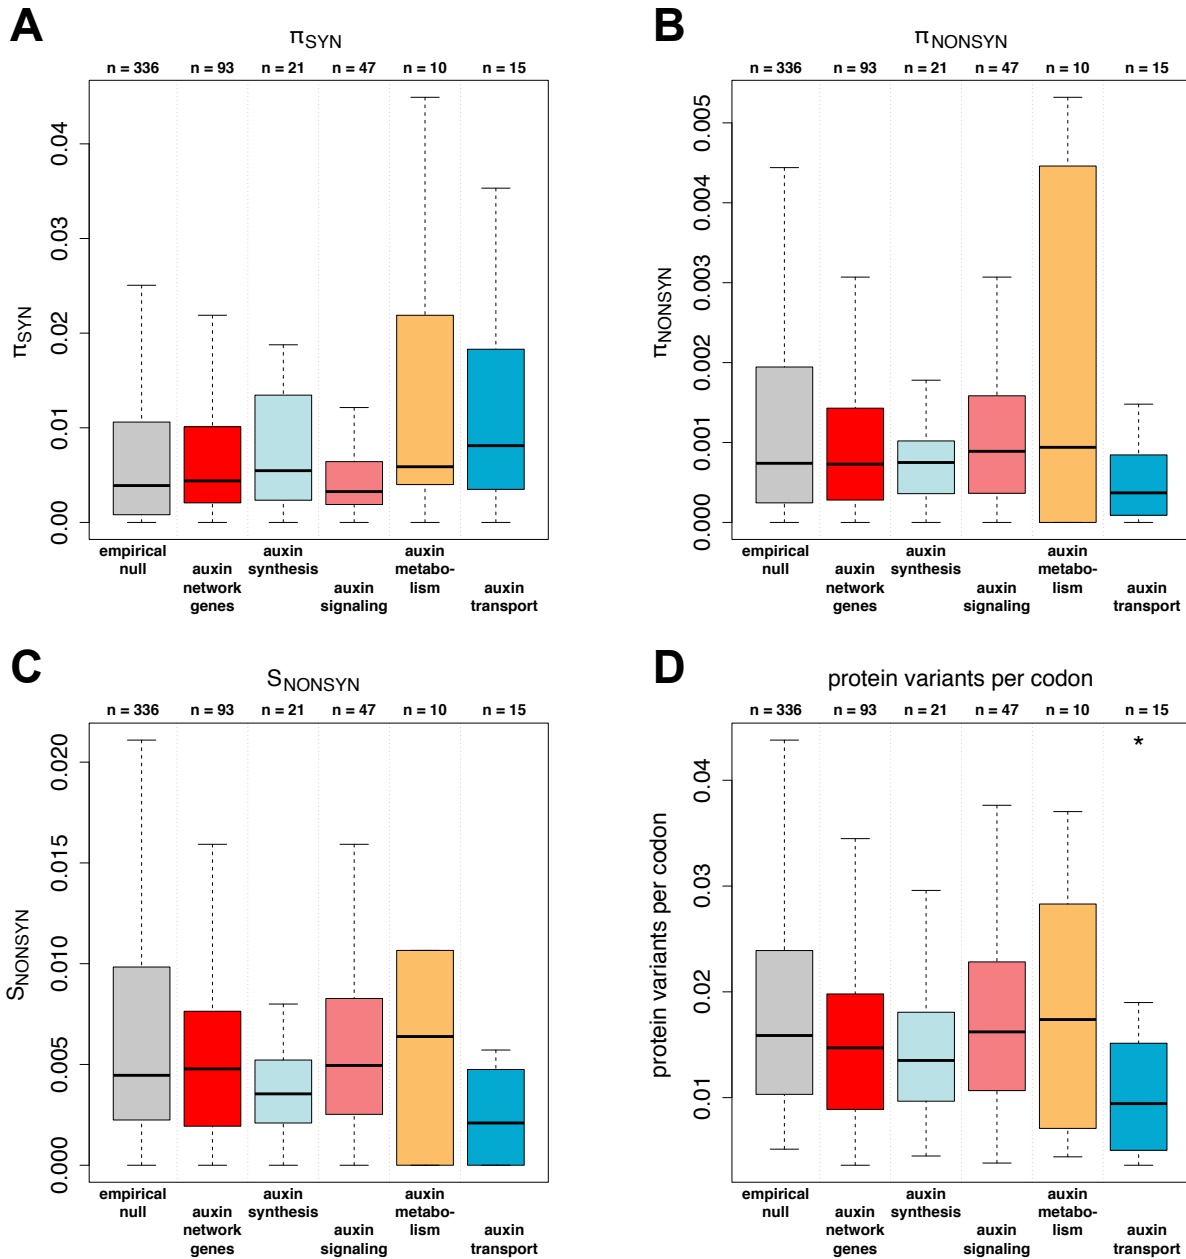 A
πSYN
n = 336 n = 93 n = 21 n = 47 n = 10 n = 15
πSYN
0.04
0.03
0.02
0.01
0.00
empirical null
auxin network genes
auxin synthesis
auxin signaling
auxin metabo-lism
auxin transport
B
πNONSYN
n = 336 n = 93 n = 21 n = 47 n = 10 n = 15
πNONSYN
0.005
0.004
0.003
0.002
0.001
0.000
empirical null
auxin network genes
auxin synthesis
auxin signaling
auxin metabo-lism
auxin transport
C
SNONSYN
n = 336 n = 93 n = 21 n = 47 n = 10 n = 15
SNONSYN
0.020
0.015
0.010
0.005
0.000
empirical null
auxin network genes
auxin synthesis
auxin signaling
auxin metabo-lism
auxin transport
D
protein variants per codon
n = 336 n = 93 n = 21 n = 47 n = 10 n = 15
*
protein variants per codon
0.04
0.03
0.02
0.01
empirical null
auxin network genes
auxin synthesis
auxin signaling
auxin metabo-lism
auxin transport